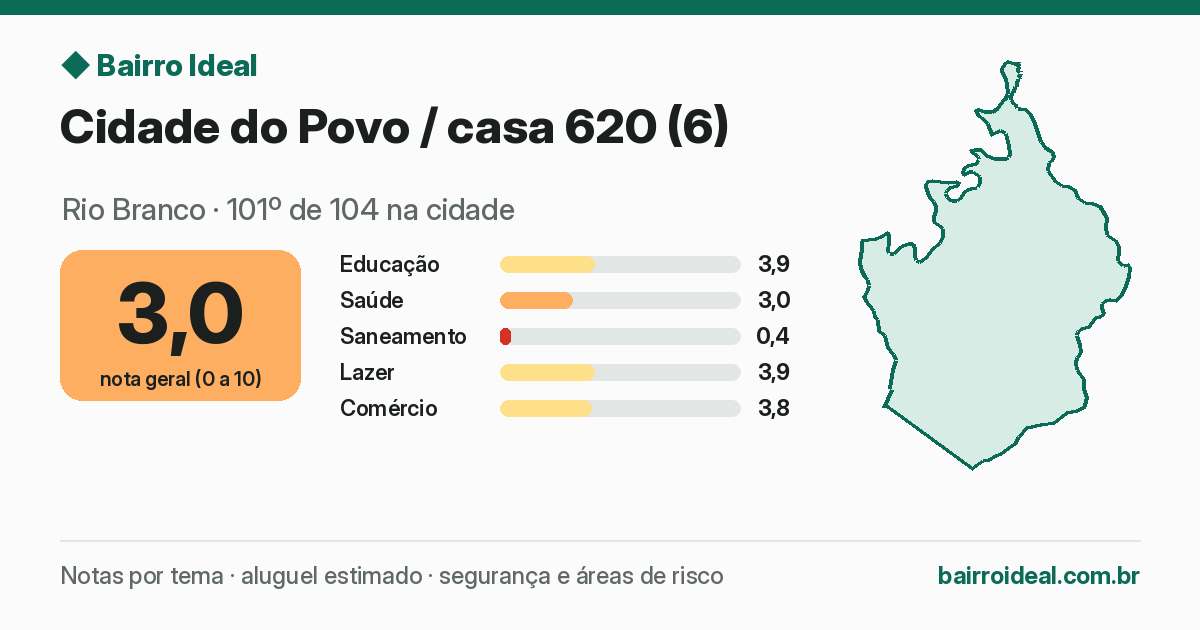 Bairro Ideal
Cidade do Povo / casa 620 (6)
Rio Branco · 101º de 104 na cidade
3,0
nota geral (0 a 10)
Educação 3,9
Saúde 3,0
Saneamento 0,4
Lazer 3,9
Comércio 3,8
Notas por tema · aluguel estimado · segurança e áreas de risco
bairroideal.com.br